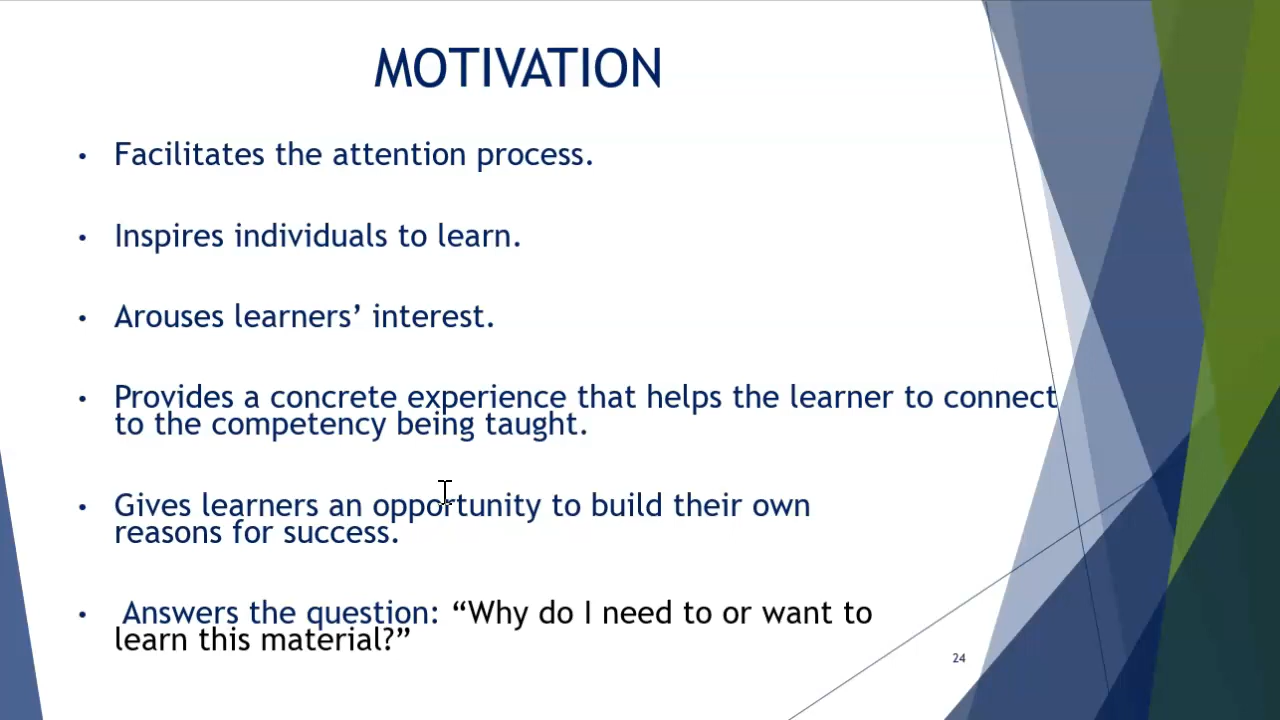 MOTIVATION
• Facilitates the attention process.
• Inspires individuals to learn.
• Arouses learners’ interest.
• Provides a concrete experience that helps the learner to connect
to the competency being taught.
• Gives learners an opportunity to build their own
reasons for success.
• Answers the question: “Why do I need to or want to
learn this material?”
24